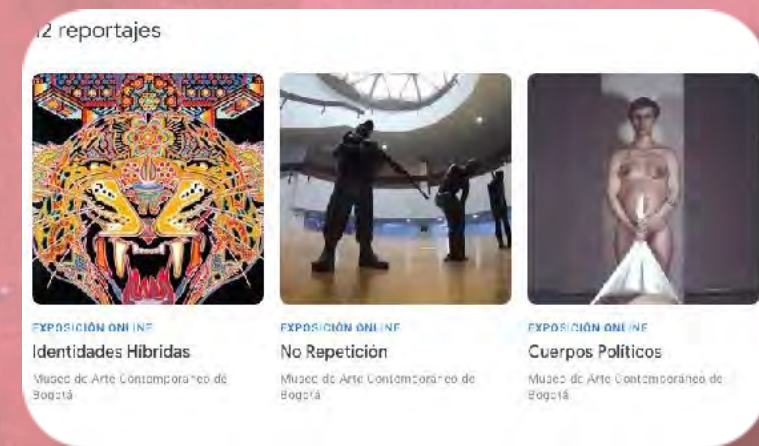 12 reportajes
EXPOSICIÓN ONLINE
Identidades Híbridas
Museo de Arte Contemporáneo de
Bogotá
EXPOSICIÓN ONLINE
No Repetición
Museo de Arte Contemporáneo de
Bogotá
EXPOSICIÓN ONLINE
Cuerpos Políticos
Museo de Arte Contemporáneo de
Bogotá